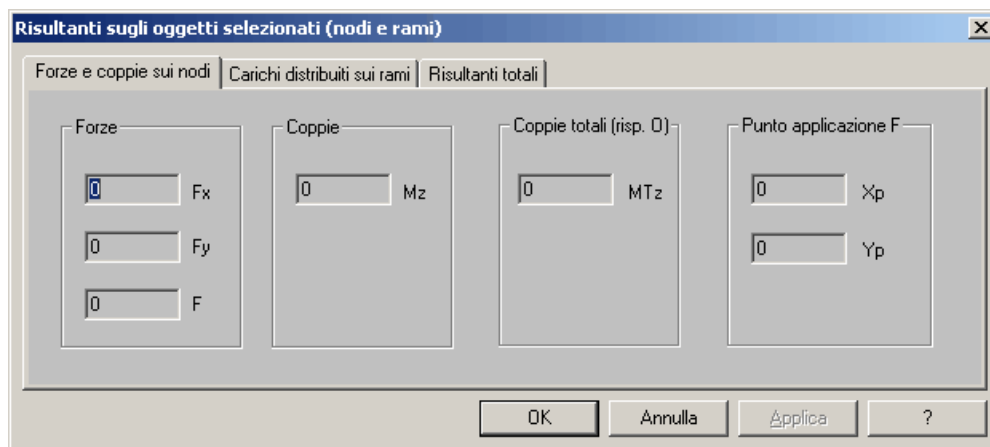 Risultanti sugli oggetti selezionati (nodi e rami)
Forze e coppie sui nodi
Carichi distribuiti sui rami
Risultanti totali
Forze
0 Fx
0 Fy
0 F
Coppie
0 Mz
Coppie totali (risp. O)
0 MTz
Punto applicazione F
0 Xp
0 Yp
OK
Annulla
Applica
?